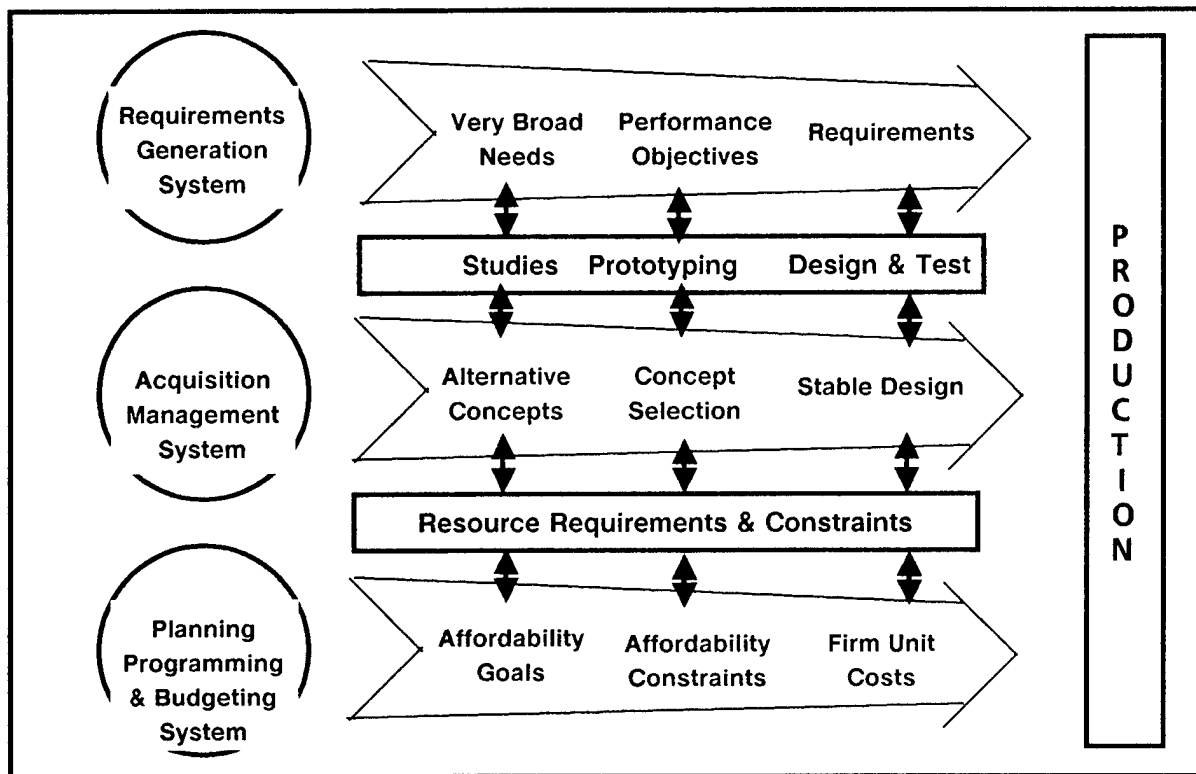 Requirements
Generation
System
Very Broad
Needs
Performance
Objectives
Requirements
Studies Prototyping Design & Test
Acquisition
Management
System
Alternative
Concepts
Concept
Selection
Stable Design
Resource Requirements & Constraints
Planning
Programming
& Budgeting
System
Affordability
Goals
Affordability
Constraints
Firm Unit
Costs
PRODUCTION